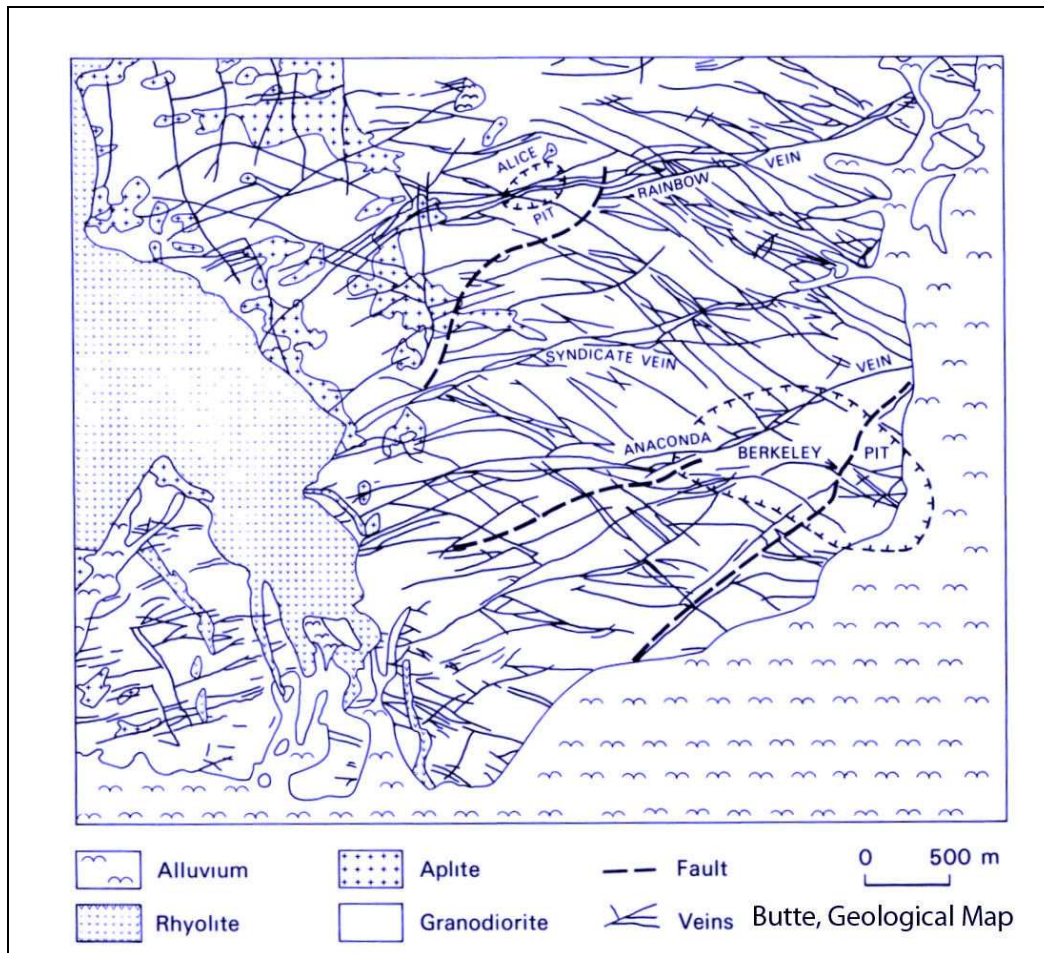 ALICE
PIT
RAINBOW
VEIN
SYNDICATE VEIN
VEIN
ANACONDA
BERKELEY
PIT
Alluvium
Aplite
Fault
0 500 m
Rhyolite
Granodiorite
Veins
Butte, Geological Map